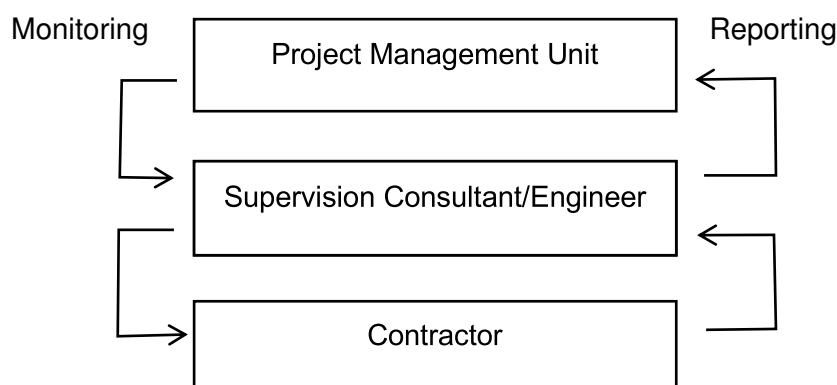 Monitoring
Project Management Unit
Reporting
Supervision Consultant/Engineer
Contractor